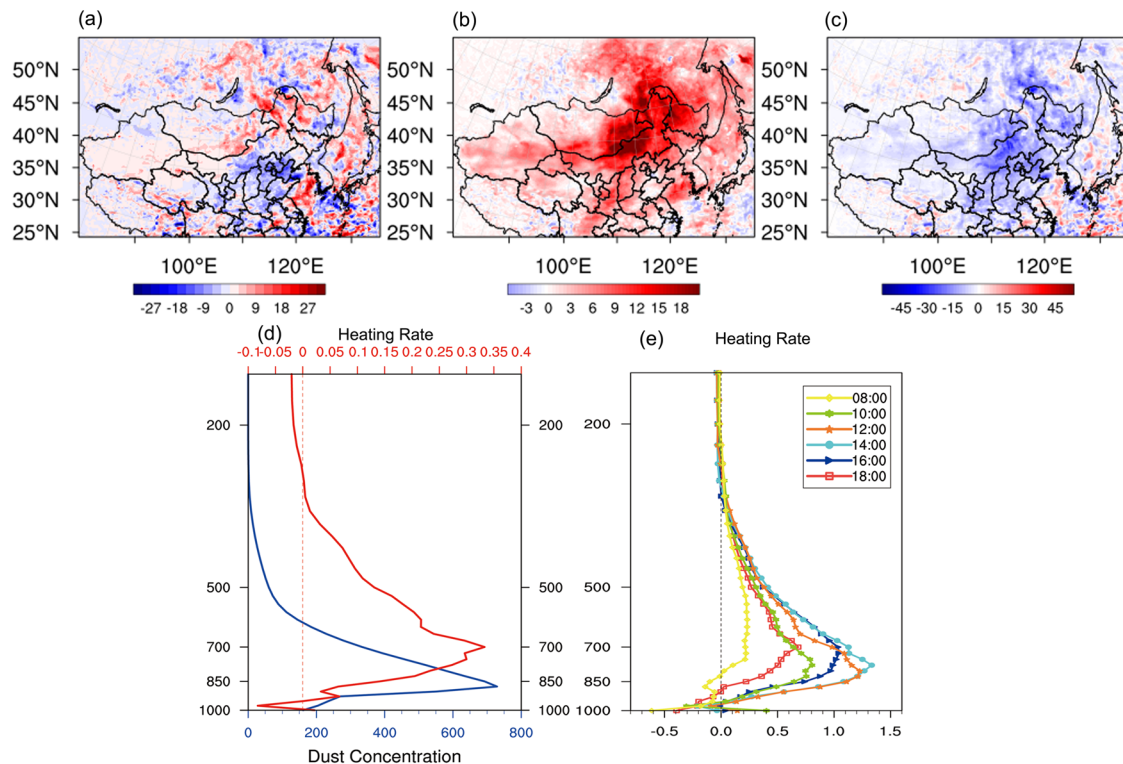 (a) (b) (c)
50°N 50°N 50°N
45°N 45°N 45°N
40°N 40°N 40°N
35°N 35°N 35°N
30°N 30°N 30°N
25°N 25°N 25°N
100°E 120°E 100°E 120°E 100°E 120°E
-27 -18 -9 0 9 18 27 -3 0 3 6 9 12 15 18 -45 -30 -15 0 15 30 45
(d) Heating Rate
-0.1 -0.05 0 0.05 0.1 0.15 0.2 0.25 0.3 0.35 0.4
200 200
500 500
700 700
850 850
1000 1000
0 200 400 600 800
Dust Concentration
(e) Heating Rate
08:00
10:00
12:00
14:00
16:00
18:00
200
500
700
850
1000
-0.5 0.0 0.5 1.0 1.5